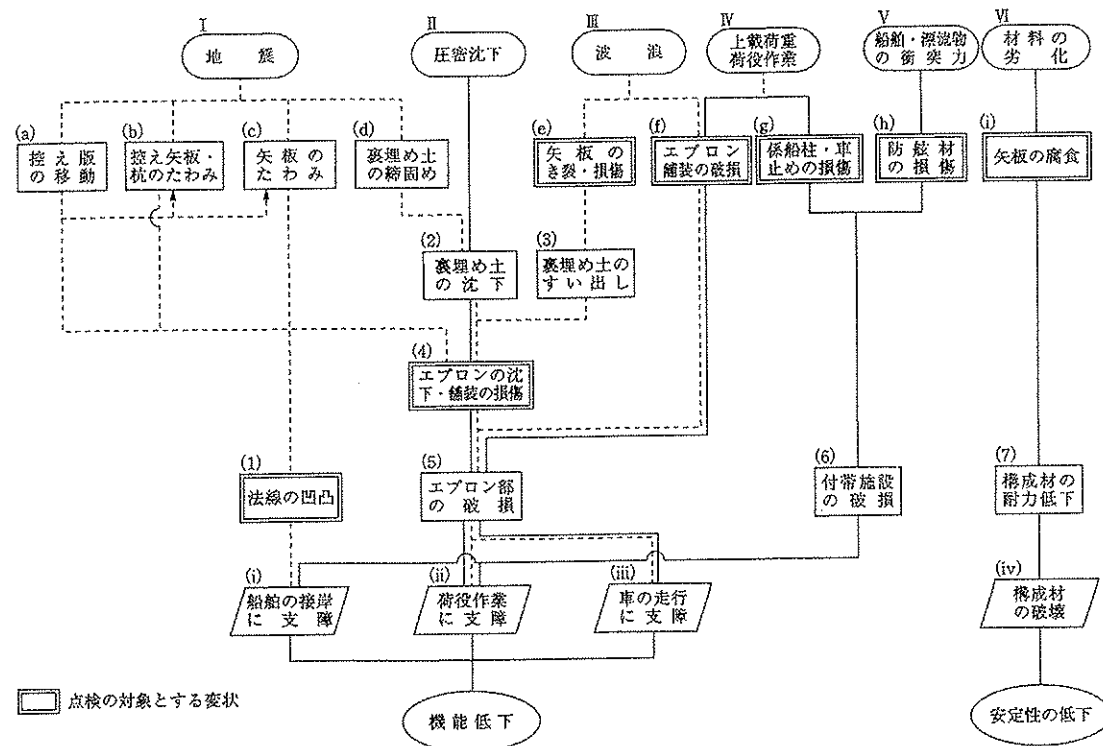 I
地震
II
圧密沈下
III
波浪
IV
上載荷重
荷役作業
V
船舶・漂流物
の衝突力
VI
材料の
劣化
(a)
控え版
の移動
(b)
控え矢板・
杭のたわみ
(c)
矢板の
たわみ
(d)
裏埋め土
の締固め
(e)
矢板の
き裂・損傷
(f)
エプロン
舗装の破損
(g)
係船柱・車
止めの損傷
(h)
防舷材
の損傷
(i)
矢板の腐食
(2)
裏埋め土
の沈下
(3)
裏埋め土の
すい出し
(4)
エプロンの沈
下・舗装の損傷
(1)
法線の凹凸
(5)
エプロン部
の破損
(6)
付帯施設
の破損
(7)
構成材の
耐力低下
(i)
船舶の接岸
に支障
(ii)
荷役作業
に支障
(iii)
車の走行
に支障
(iv)
構成材
の破壊
点検の対象とする変状
機能低下
安定性の低下